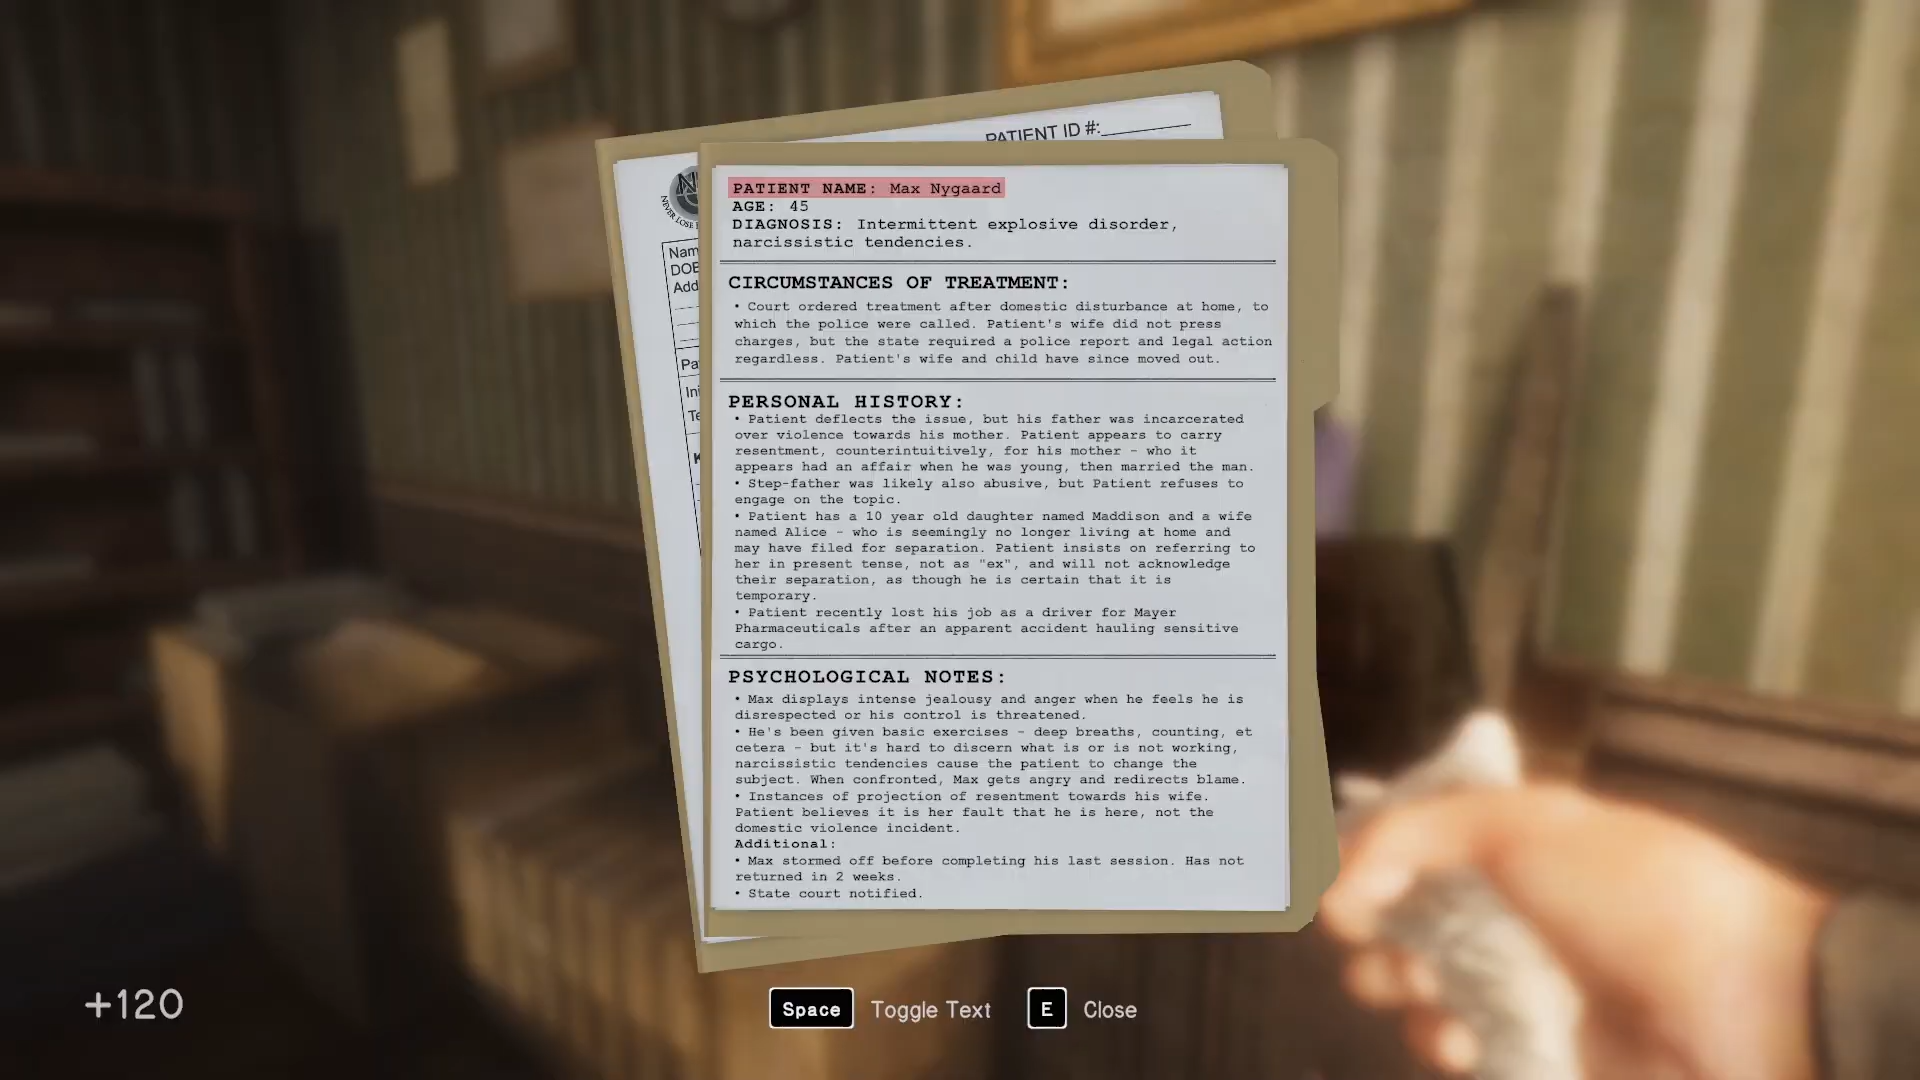 PATIENT ID #:
PATIENT NAME: Max Nygaard
AGE: 45
DIAGNOSIS: Intermittent explosive disorder,
narcissistic tendencies.
Nam
DOB
Add
CIRCUMSTANCES OF TREATMENT:
• Court ordered treatment after domestic disturbance at home, to
which the police were called. Patient's wife did not press
charges, but the state required a police report and legal action
regardless. Patient's wife and child have since moved out.
Pa
Ini
Te
PERSONAL HISTORY:
• Patient deflects the issue, but his father was incarcerated
over violence towards his mother. Patient appears to carry
resentment, counterintuitively, for his mother - who it
appears had an affair when he was young, then married the man.
• Step-father was likely also abusive, but Patient refuses to
engage on the topic.
• Patient has a 10 year old daughter named Maddison and a wife
named Alice - who is seemingly no longer living at home and
may have filed for separation. Patient insists on referring to
her in present tense, not as "ex", and will not acknowledge
their separation, as though he is certain that it is
temporary.
• Patient recently lost his job as a driver for Mayer
Pharmaceuticals after an apparent accident hauling sensitive
cargo.
PSYCHOLOGICAL NOTES:
• Max displays intense jealousy and anger when he feels he is
disrespected or his control is threatened.
• He's been given basic exercises - deep breaths, counting, et
cetera - but it's hard to discern what is or is not working,
narcissistic tendencies cause the patient to change the
subject. When confronted, Max gets angry and redirects blame.
• Instances of projection of resentment towards his wife.
Patient believes it is her fault that he is here, not the
domestic violence incident.
Additional:
• Max stormed off before completing his last session. Has not
returned in 2 weeks.
• State court notified.
+120
Space Toggle Text E Close